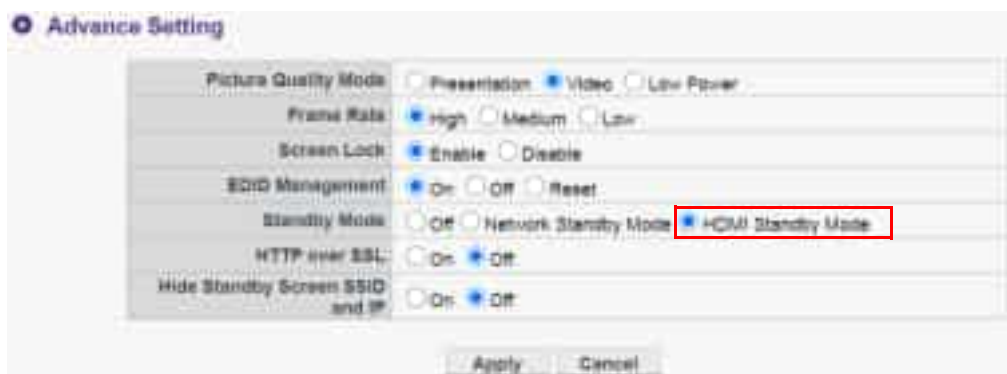 Advance Setting
Picture Quality Mode Presentation Video Low Power
Frame Rate High Medium Low
Screen Lock Enable Disable
EDID Management On Off Reset
Standby Mode Off Network Standby Mode HDMI Standby Mode
HTTP over SSL On Off
Hide Standby Screen SSID
and IP On Off
Apply Cancel